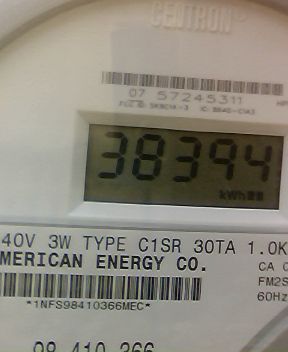 CENTRON®
07 57245311
38394
kWh
40V 3W TYPE C1SR 30TA 1.0K
MERICAN ENERGY CO.
CA 0
FM2S
60Hz
*1NFS98410366MEC*
98 410 366